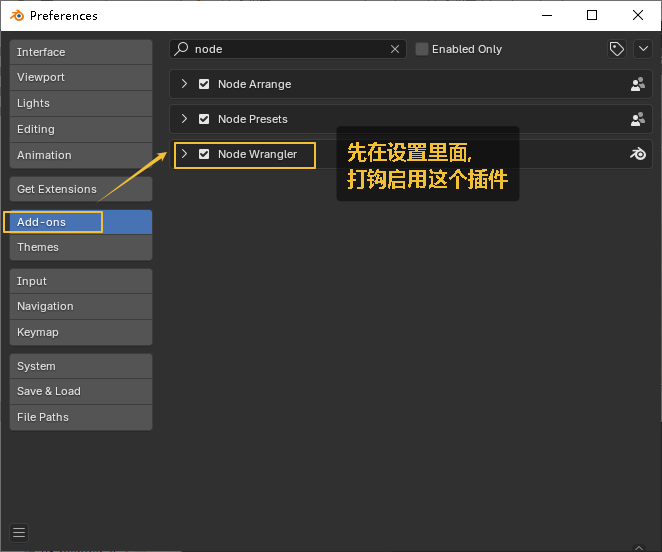 Preferences
Interface
Viewport
Lights
Editing
Animation
Get Extensions
Add-ons
Themes
Input
Navigation
Keymap
System
Save & Load
File Paths
node
Enabled Only
Node Arrange
Node Presets
Node Wrangler
先在设置里面,
打钩启用这个插件